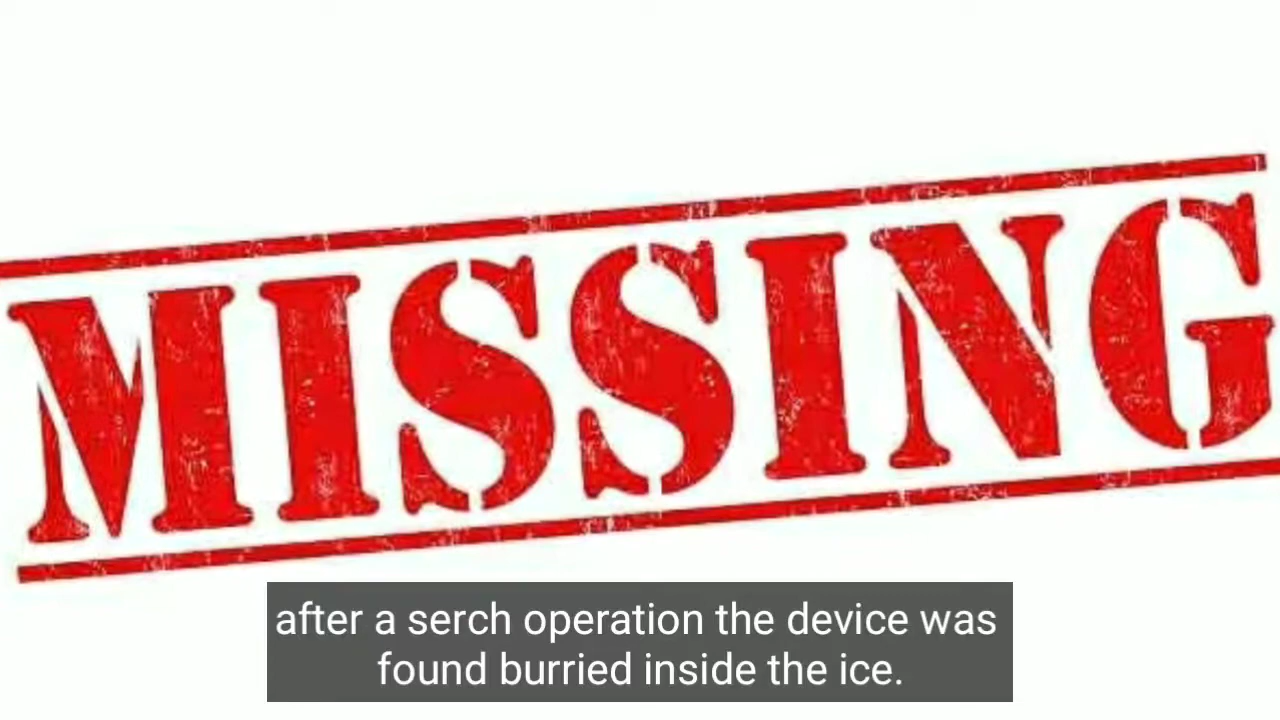 MISSING
after a serch operation the device was
found burried inside the ice.